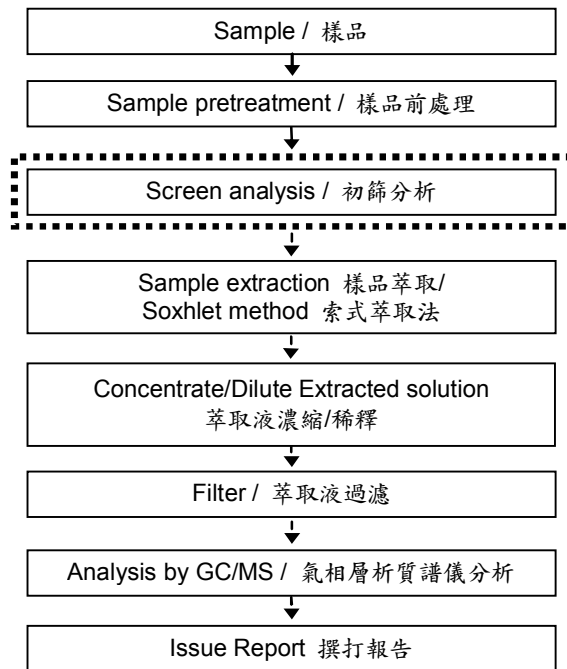 Sample / 樣品
Sample pretreatment / 樣品前處理
Screen analysis / 初篩分析
Sample extraction 樣品萃取/
Soxhlet method 索式萃取法
Concentrate/Dilute Extracted solution
萃取液濃縮/稀釋
Filter / 萃取液過濾
Analysis by GC/MS / 氣相層析質譜儀分析
Issue Report 撰打報告